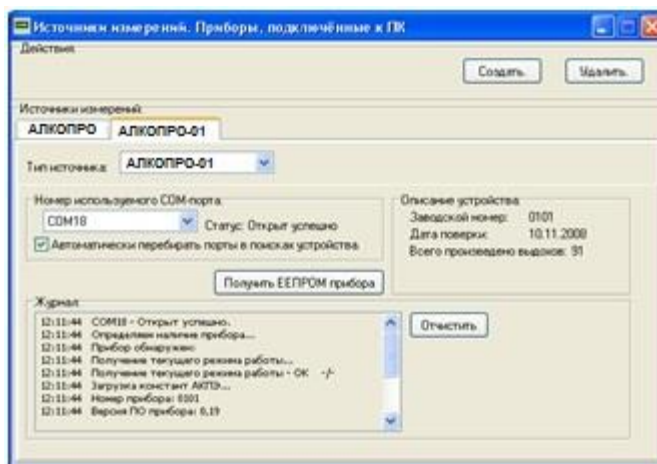 Источники измерений. Приборы, подключённые к ПК
Действия
Создать Удалить
Источники измерений
АЛКОПРО АЛКОПРО-01
Тип источника: АЛКОПРО-01
Номер используемого COM-порта
COM18 Статус: Открыт успешно
Автоматически перебирать порты в поисках устройства
Описание устройства
Заводской номер: 0101
Дата поверки: 10.11.2008
Всего произведено выдохов: 91
Получить ЕЕПРОМ прибора
Журнал
12:11:44 COM18 - Открыт успешно.
12:11:44 Определяем наличие прибора...
12:11:44 Прибор обнаружен
12:11:44 Получение текущего режима работы...
12:11:44 Получение текущего режима работы - ОК -/-
12:11:44 Загрузка констант АКПЭ...
12:11:44 Номер прибора: 0101
12:11:44 Версия ПО прибора: 0.19
Очистить